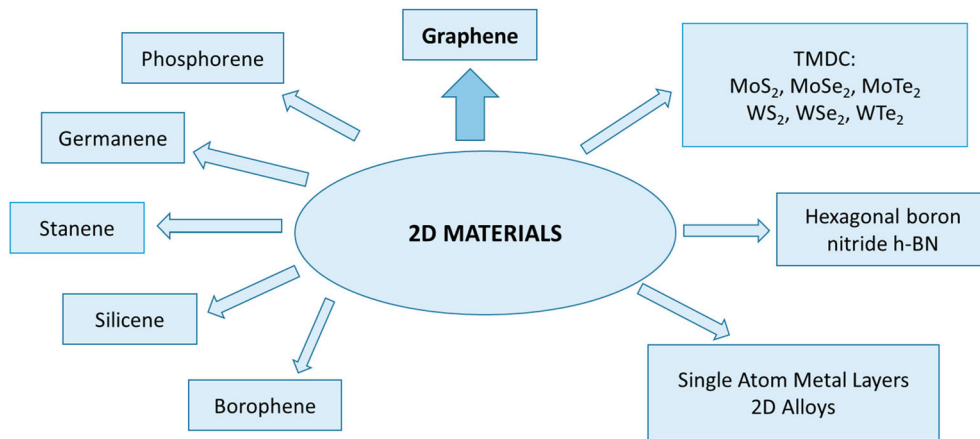 Graphene
Phosphorene
TMDC:
MoS₂, MoSe₂, MoTe₂
WS₂, WSe₂, WTe₂
Germanene
Stanene
2D MATERIALS
Hexagonal boron
nitride h-BN
Silicene
Borophene
Single Atom Metal Layers
2D Alloys